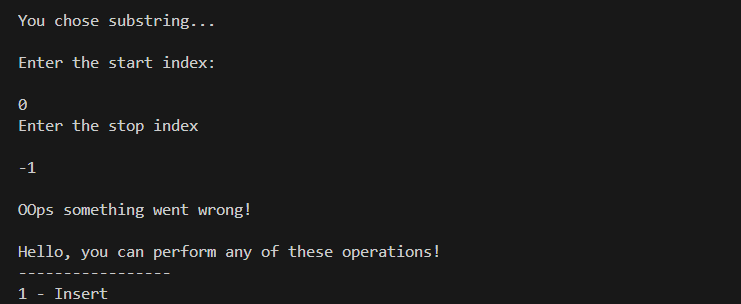 You chose substring...
Enter the start index:
0
Enter the stop index
-1
OOps something went wrong!
Hello, you can perform any of these operations!
-----------------
1 - Insert